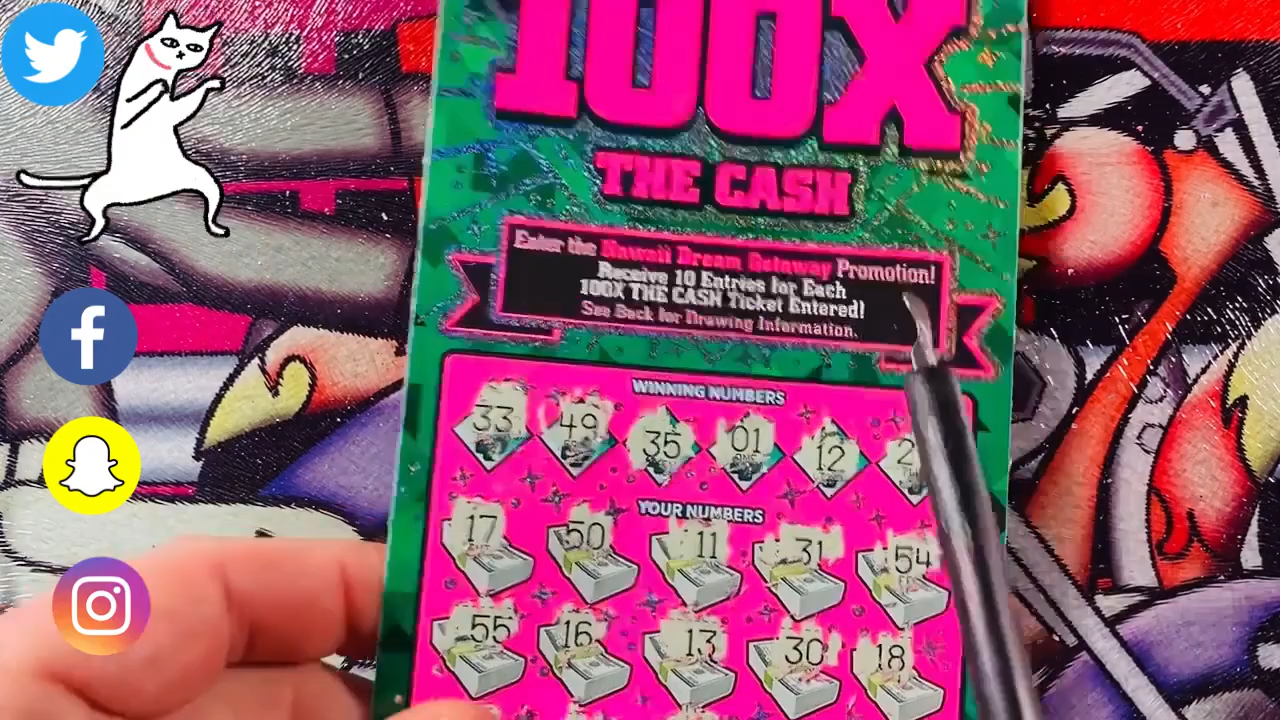 100X
THE CASH
Enter the Hawaii Dream Getaway Promotion!
Receive 10 Entries for Each
100X THE CASH Ticket Entered!
See Back for Drawing Information.
WINNING NUMBERS
33 49 35 01 12
YOUR NUMBERS
17 50 11 31 54
55 16 13 30 18